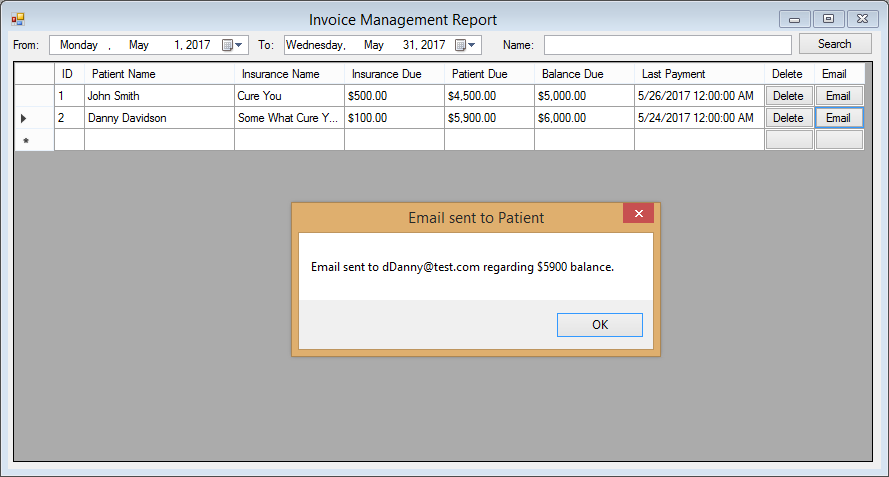 Invoice Management Report
From: Monday , May 1, 2017 To: Wednesday, May 31, 2017 Name: Search
ID Patient Name Insurance Name Insurance Due Patient Due Balance Due Last Payment Delete Email
1 John Smith Cure You $500.00 $4,500.00 $5,000.00 5/26/2017 12:00:00 AM Delete Email
2 Danny Davidson Some What Cure Y... $100.00 $5,900.00 $6,000.00 5/24/2017 12:00:00 AM Delete Email
Email sent to Patient
Email sent to dDanny@test.com regarding $5900 balance.
OK